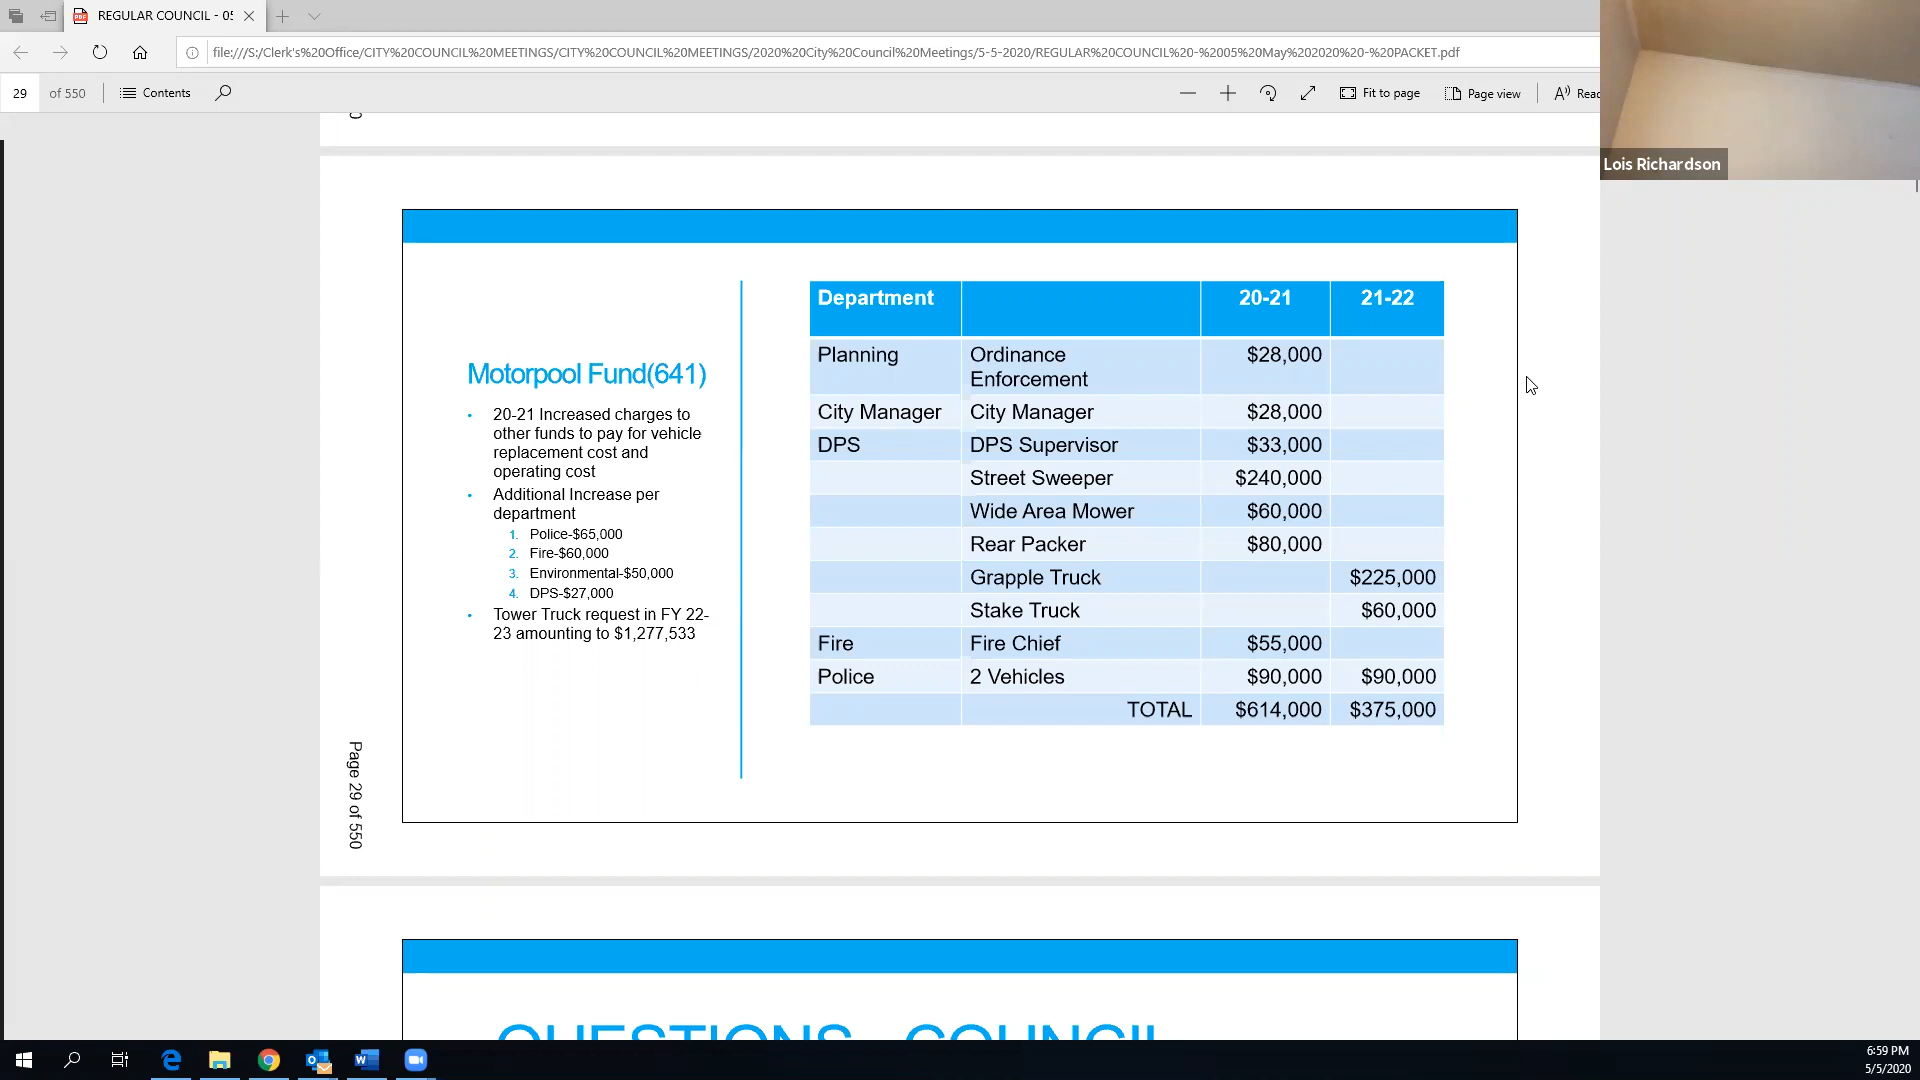 REGULAR COUNCIL - 05
file:///S:/Clerk's%20Office/CITY%20COUNCIL%20MEETINGS/CITY%20COUNCIL%20MEETINGS/2020%20City%20Council%20Meetings/5-5-2020/REGULAR%20COUNCIL%20-%2005%20May%202020%20-%20PACKET.pdf
29 of 550 Contents Fit to page Page view Read
Lois Richardson
Motorpool Fund(641)
• 20-21 Increased charges to
other funds to pay for vehicle
replacement cost and
operating cost
• Additional Increase per
department
1. Police-$65,000
2. Fire-$60,000
3. Environmental-$50,000
4. DPS-$27,000
• Tower Truck request in FY 22-
23 amounting to $1,277,533
Department 20-21 21-22
Planning Ordinance Enforcement $28,000
City Manager City Manager $28,000
DPS DPS Supervisor $33,000
Street Sweeper $240,000
Wide Area Mower $60,000
Rear Packer $80,000
Grapple Truck $225,000
Stake Truck $60,000
Fire Fire Chief $55,000
Police 2 Vehicles $90,000 $90,000
TOTAL $614,000 $375,000
Page 29 of 550
QUESTIONS - COUNCIL
6:59 PM
5/5/2020